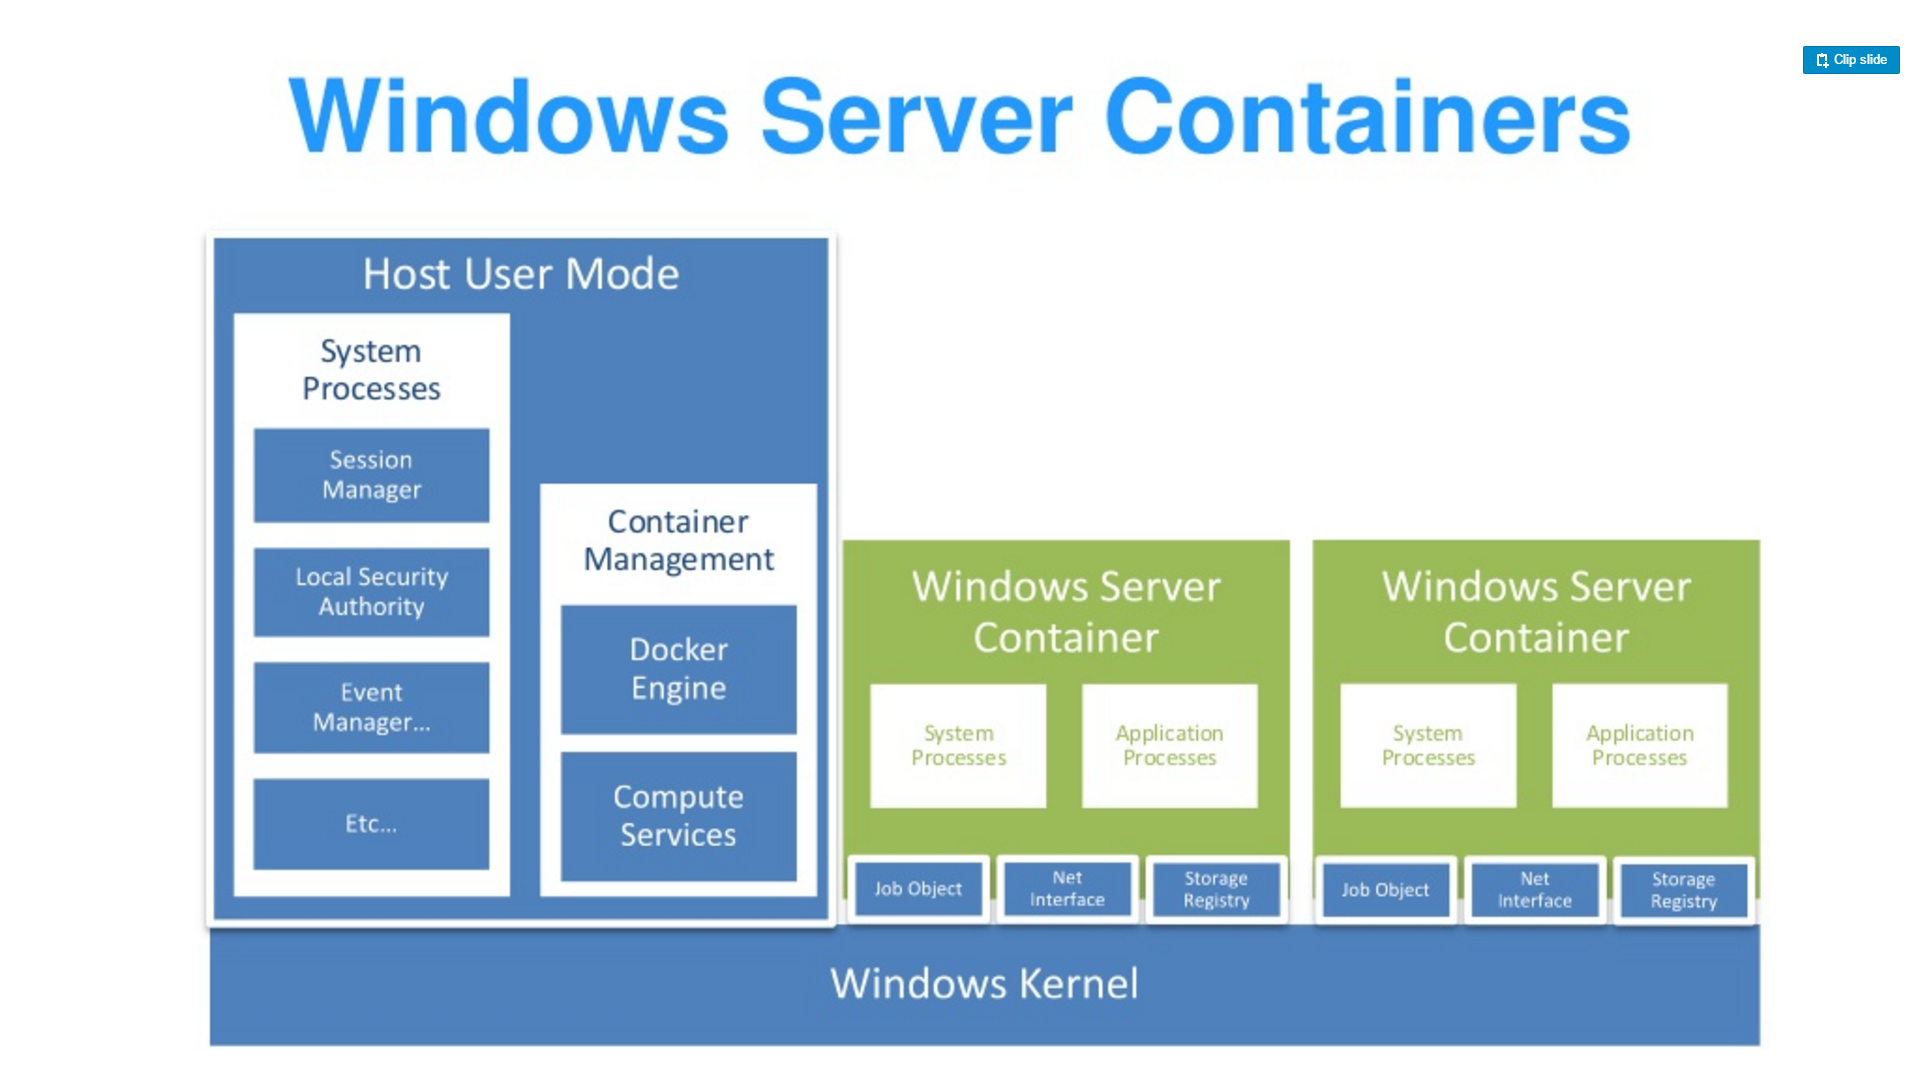 Clip slide
Windows Server Containers
Host User Mode
System
Processes
Session
Manager
Local Security
Authority
Event
Manager...
Etc...
Container
Management
Docker
Engine
Compute
Services
Windows Server
Container
System
Processes
Application
Processes
Job Object
Net
Interface
Storage
Registry
Windows Server
Container
System
Processes
Application
Processes
Job Object
Net
Interface
Storage
Registry
Windows Kernel